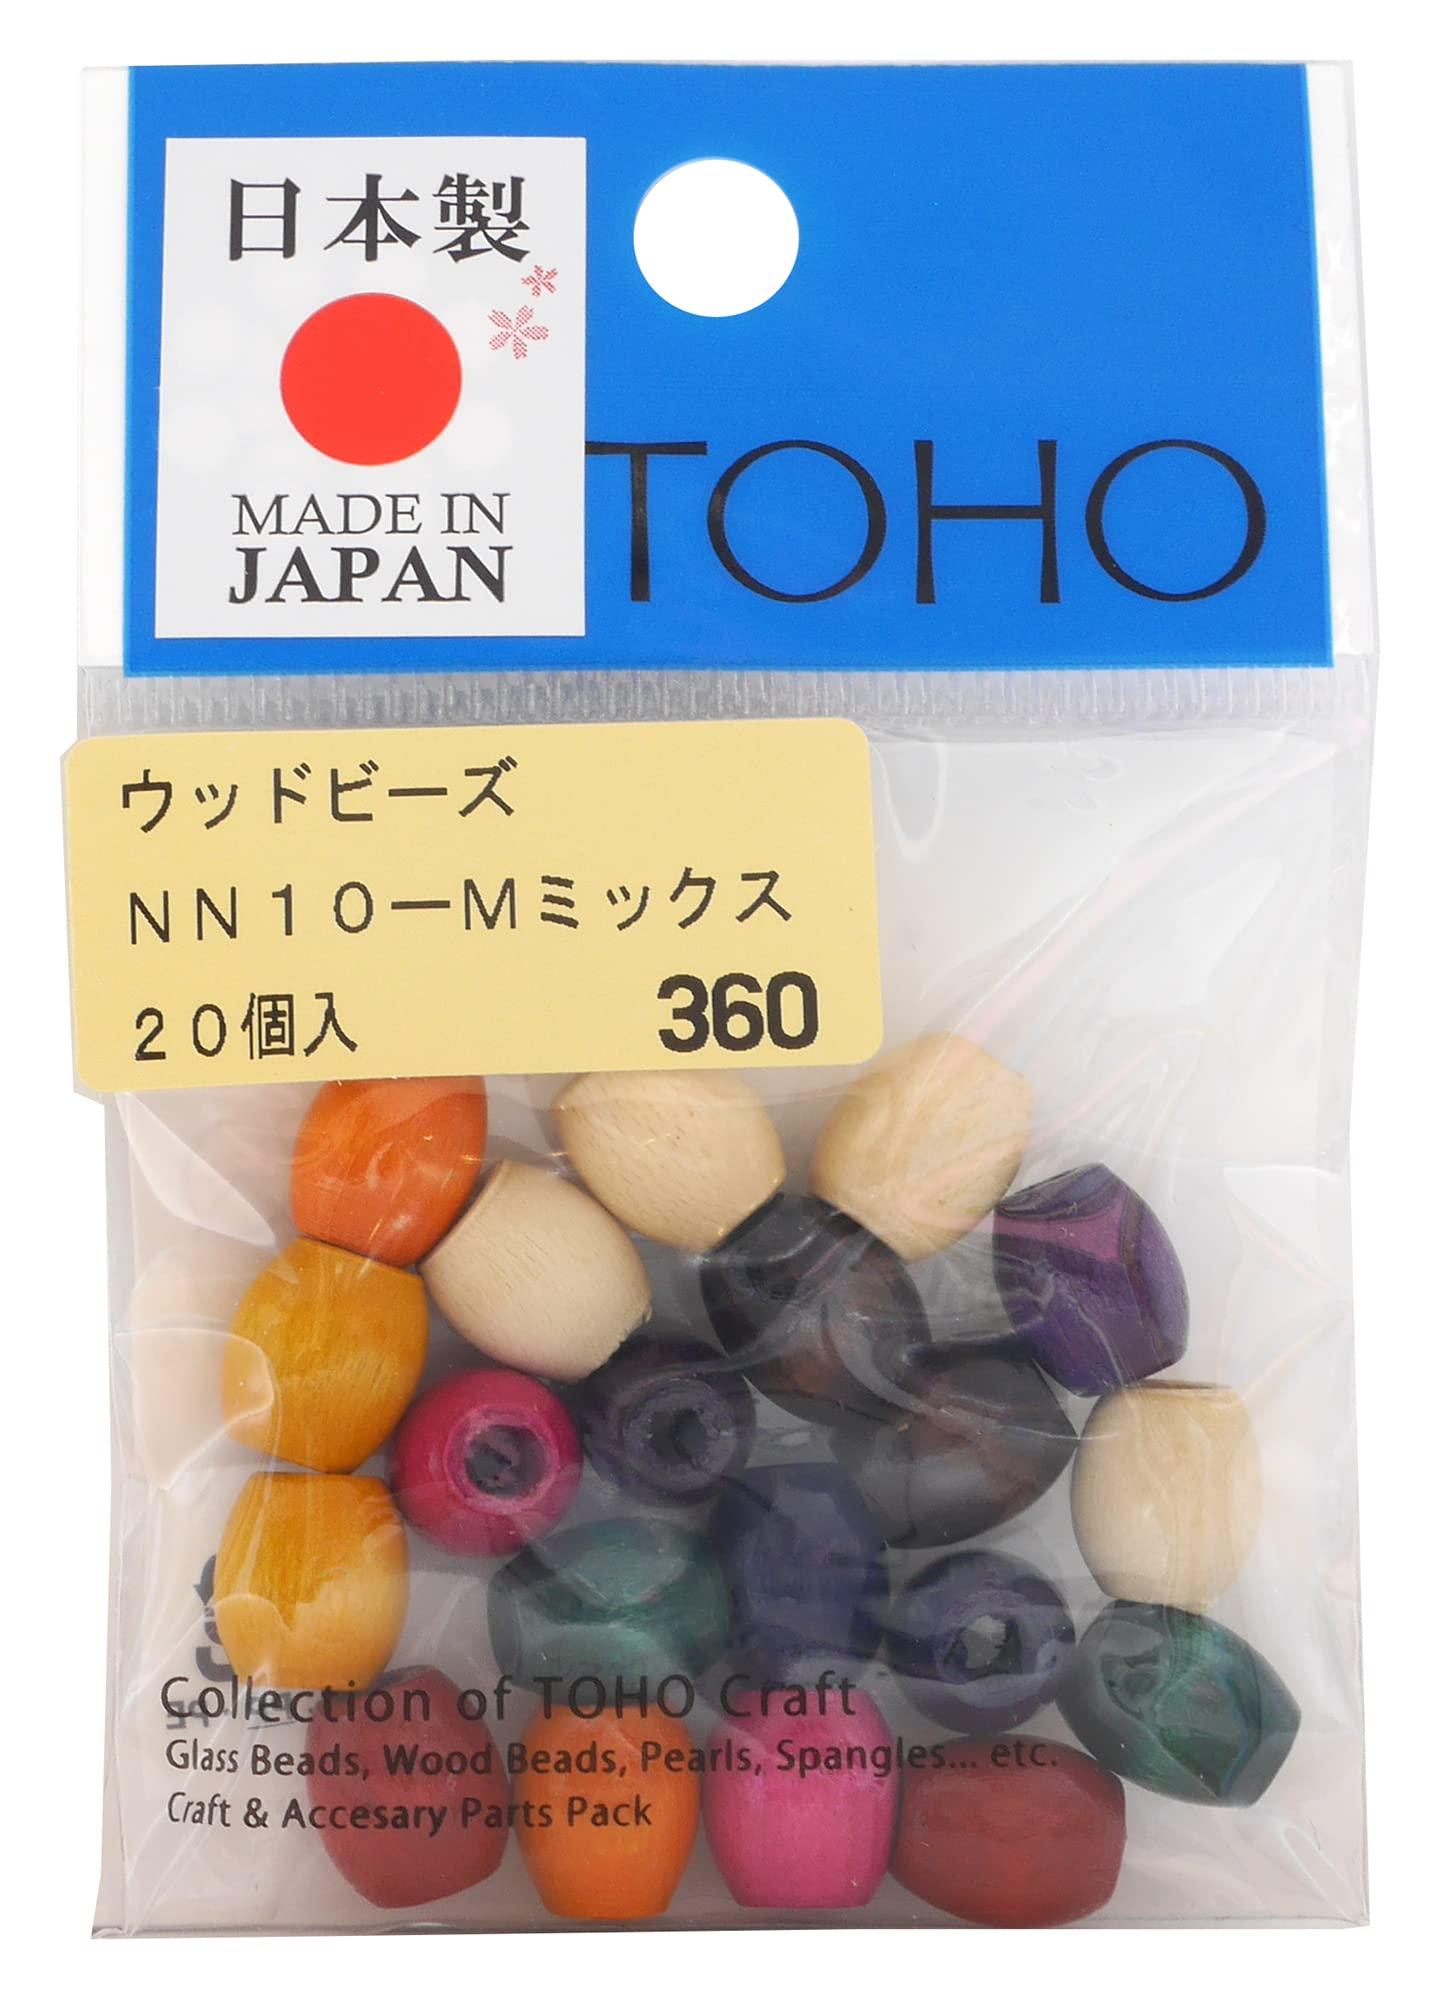 日本製
MADE IN
JAPAN
TOHO
ウッドビーズ
NN10ーMミックス
20個入 360
Collection of TOHO Craft
Glass Beads, Wood Beads, Pearls, Spangles... etc.
Craft & Accesary Parts Pack